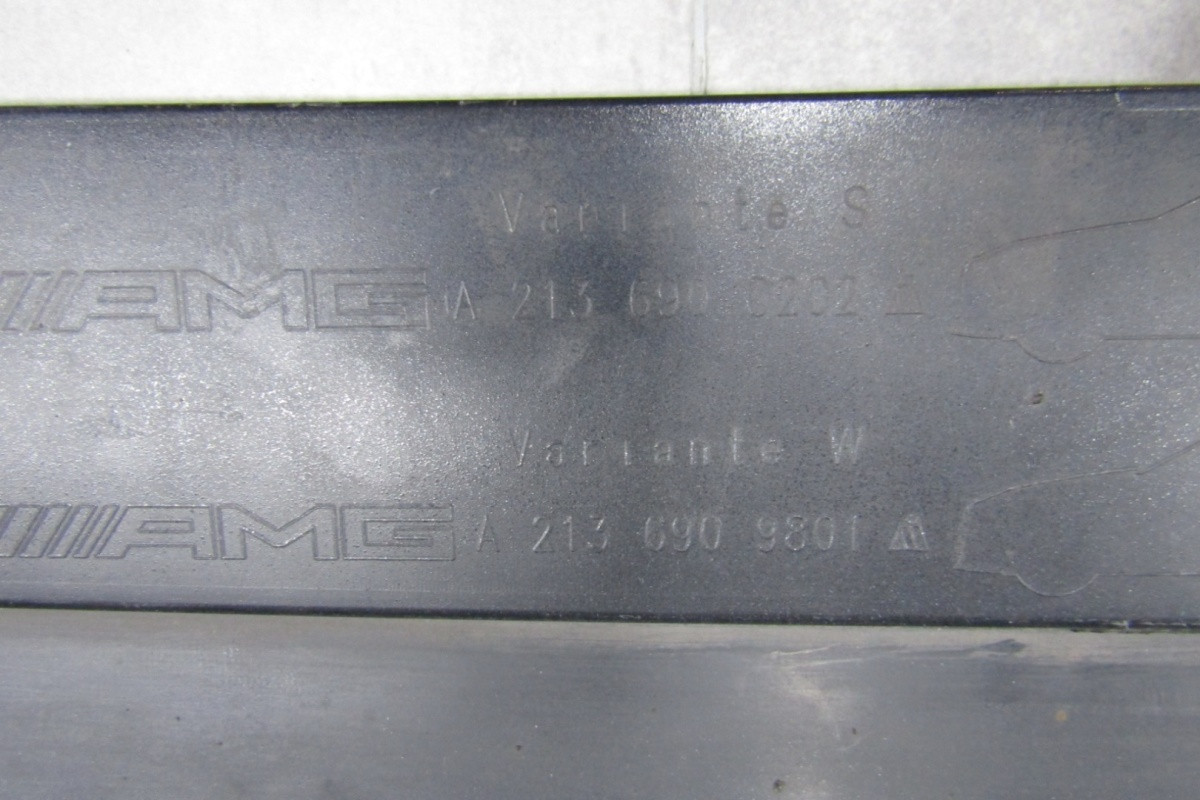 Variante S
AMG A 213 690 0202
Variante W
AMG A 213 690 9801